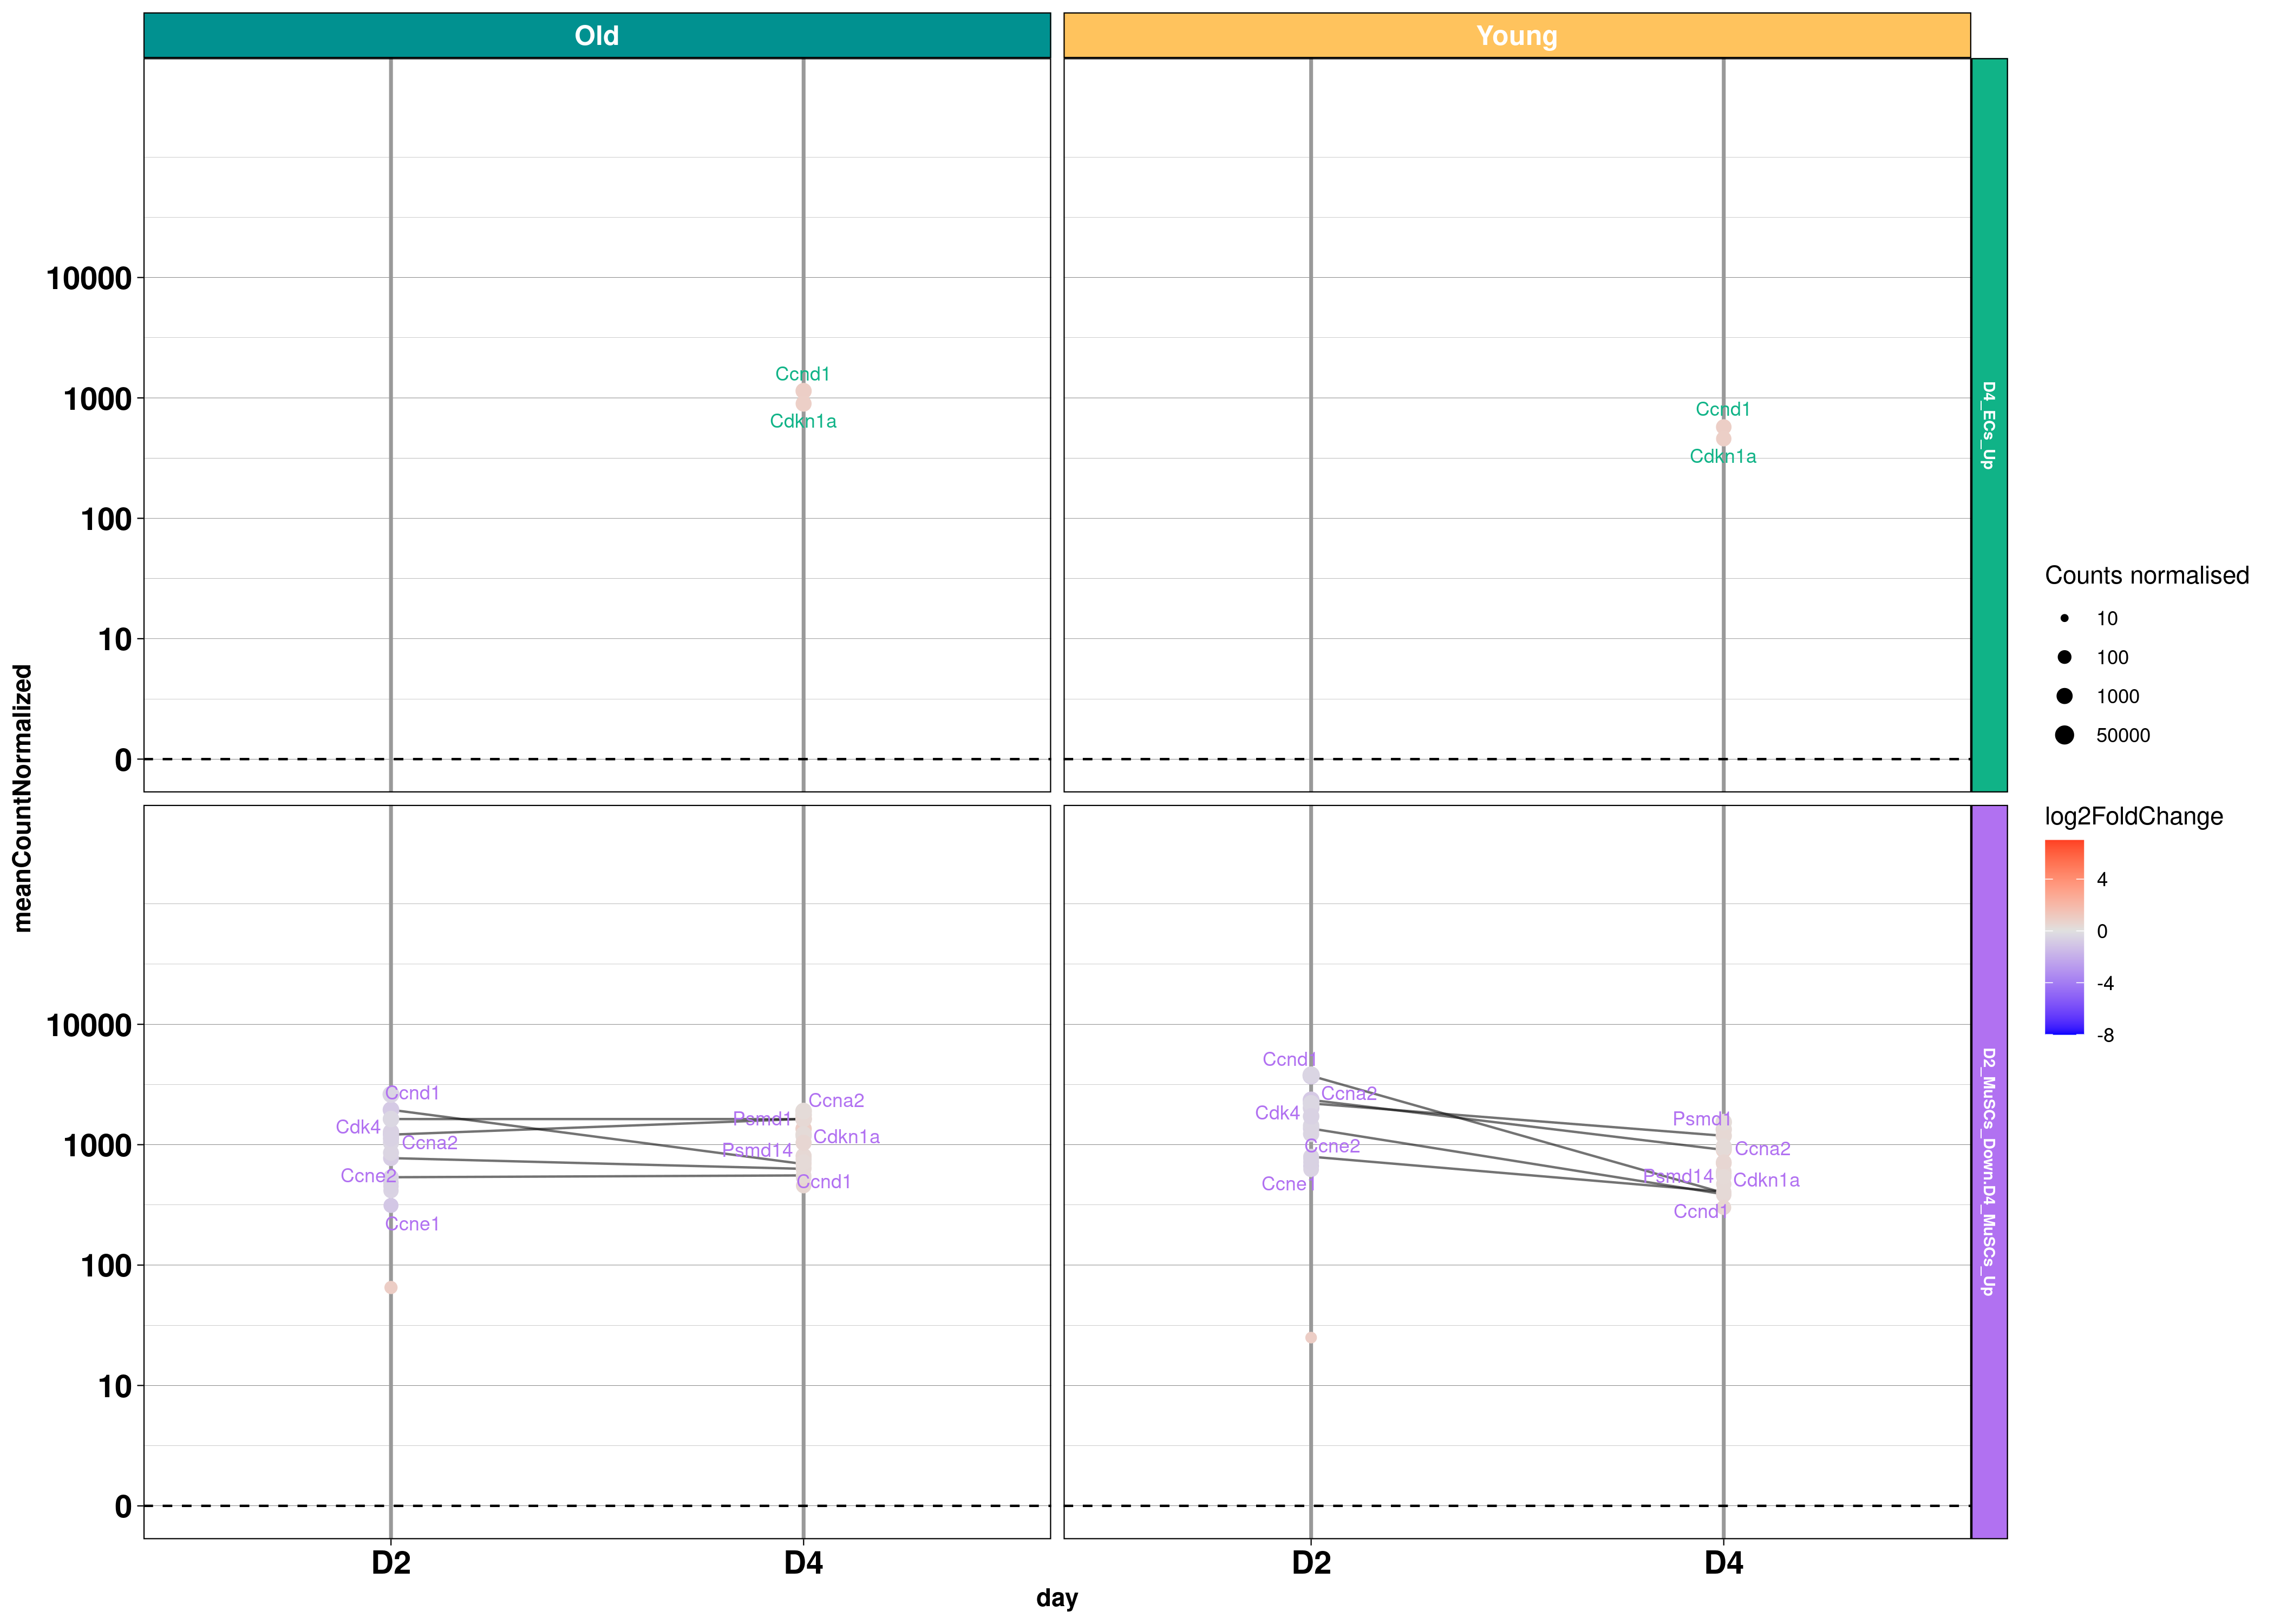 Old
Young
10000
1000
100
10
0
Ccnd1
Cdkn1a
Ccnd1
Cdkn1a
D4_ECs_Up
meanCountNormalized
10000
1000
100
10
0
Ccnd1
Cdk4
Ccna2
Ccne2
Ccne1
Ccna2
Psmd1
Cdkn1a
Psmd14
Ccnd1
Ccnd1
Ccna2
Cdk4
Ccne2
Ccne1
Psmd1
Ccna2
Psmd14
Cdkn1a
Ccnd1
D2_MuSCs_Down.D4_MuSCs_Up
D2
D4
D2
D4
day
Counts normalised
10
100
1000
50000
log2FoldChange
4
0
-4
-8